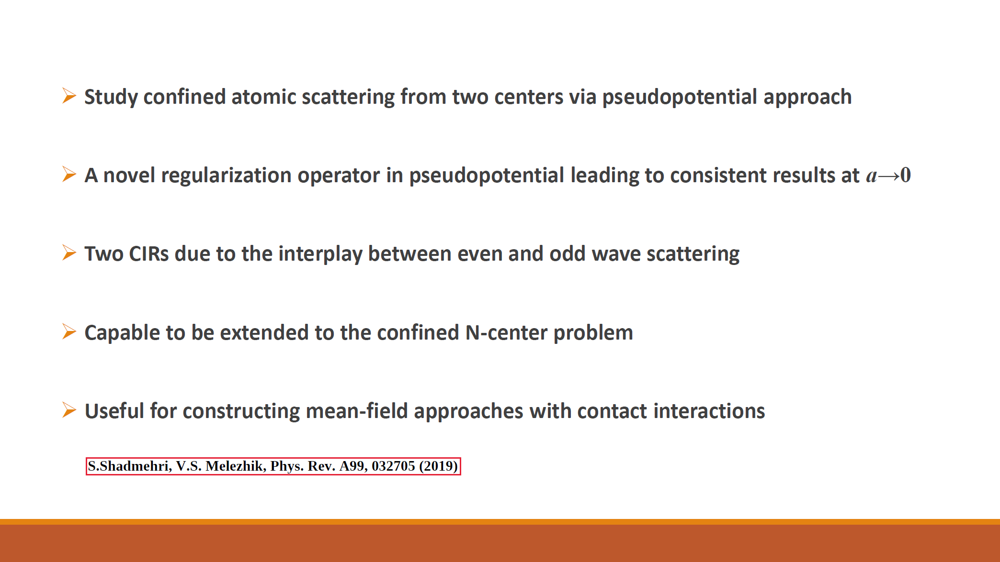 Study confined atomic scattering from two centers via pseudopotential approach
A novel regularization operator in pseudopotential leading to consistent results at a→0
Two CIRs due to the interplay between even and odd wave scattering
Capable to be extended to the confined N-center problem
Useful for constructing mean-field approaches with contact interactions
S.Shadmehri, V.S. Melezhik, Phys. Rev. A99, 032705 (2019)